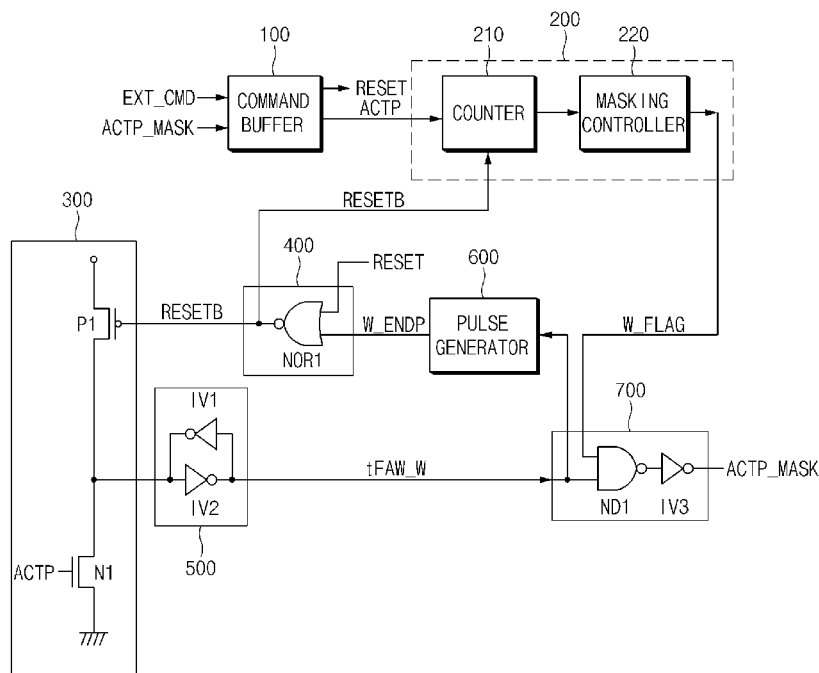 200
100
210
220
EXT_CMD
COMMAND
BUFFER
RESET
ACTP
ACTP_MASK
COUNTER
MASKING
CONTROLLER
RESETB
300
400
RESET
600
P1
RESETB
W_ENDP
PULSE
GENERATOR
W_FLAG
NOR1
IV1
700
tFAW_W
ACTP_MASK
IV2
ND1
IV3
500
ACTP
N1